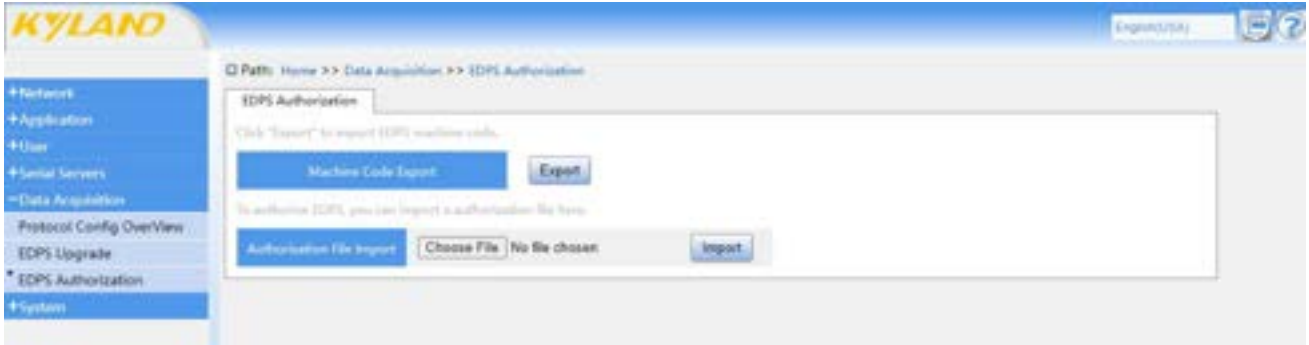 KYLAND
English(USA)
Path: Home >> Data Acquisition >> EDPS Authorization
+Network
+Application
+User
+Serial Servers
−Data Acquisition
Protocol Config OverView
EDPS Upgrade
EDPS Authorization
+System
EDPS Authorization
Click "Export" to export EDPS machine code.
Machine Code Export
Export
To authorize EDPS, you can import a authorization file here.
Authorization File Import
Choose File No file chosen
Import